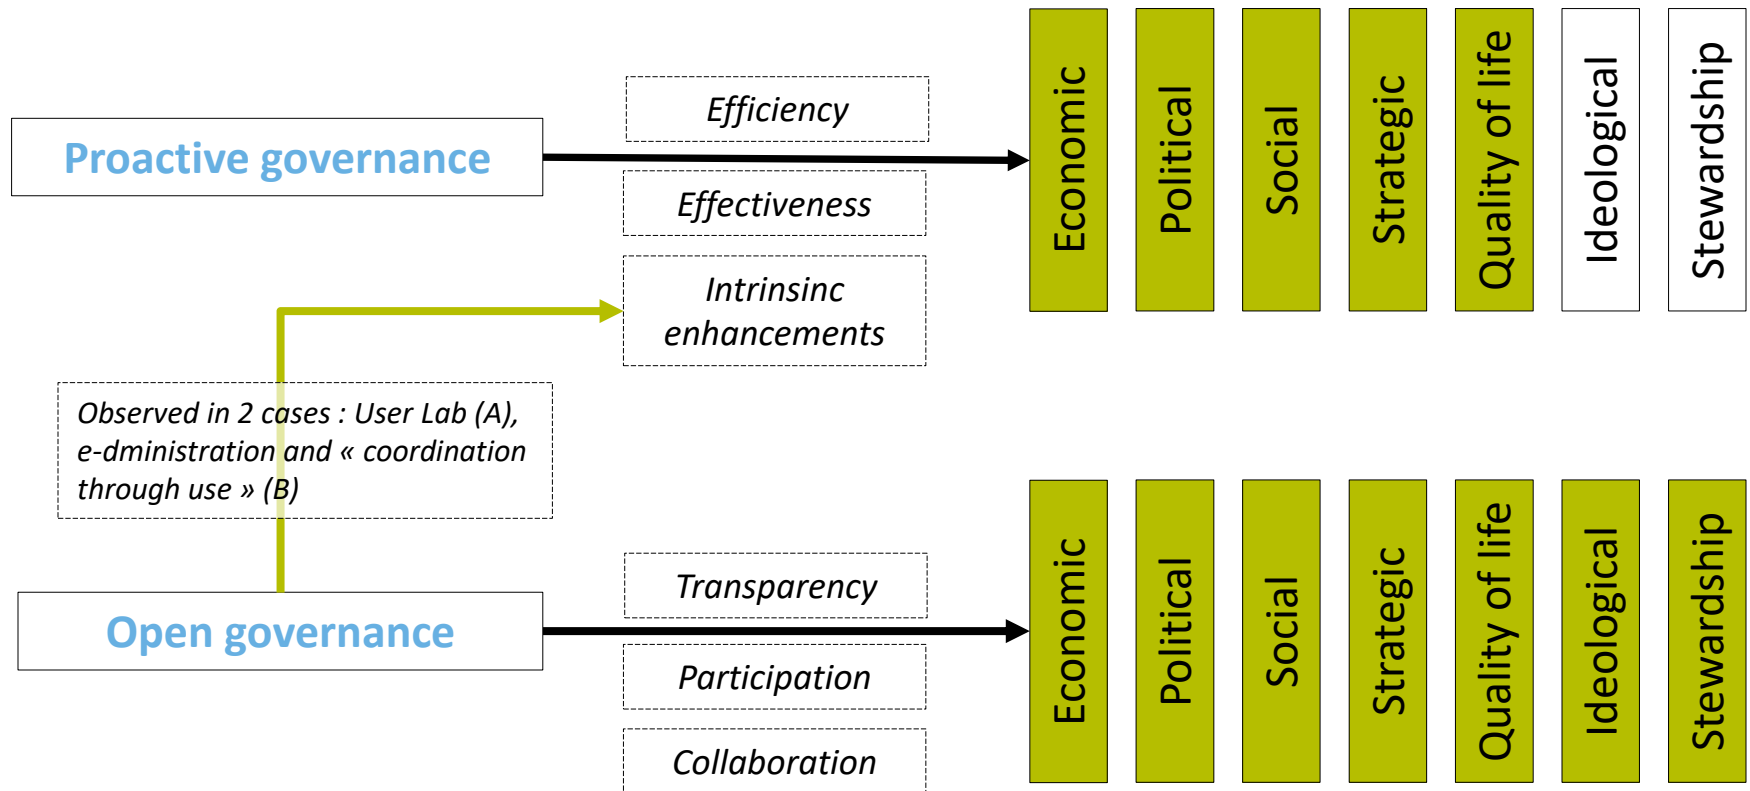 Proactive governance
Efficiency
Effectiveness
Intrinsinc
enhancements
Economic
Political
Social
Strategic
Quality of life
Ideological
Stewardship
Observed in 2 cases : User Lab (A),
e-dministration and « coordination
through use » (B)
Open governance
Transparency
Participation
Collaboration
Economic
Political
Social
Strategic
Quality of life
Ideological
Stewardship